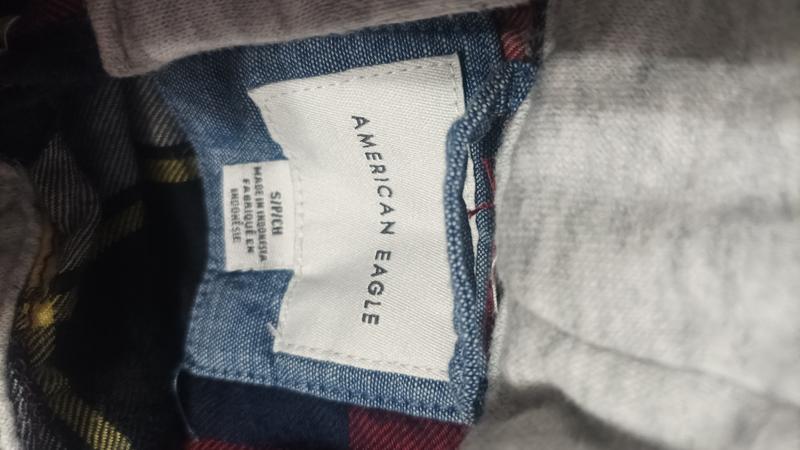 AMERICAN EAGLE
S/P/CH
MADE IN INDONESIA
FABRIQUÉ EN
INDONÉSIE